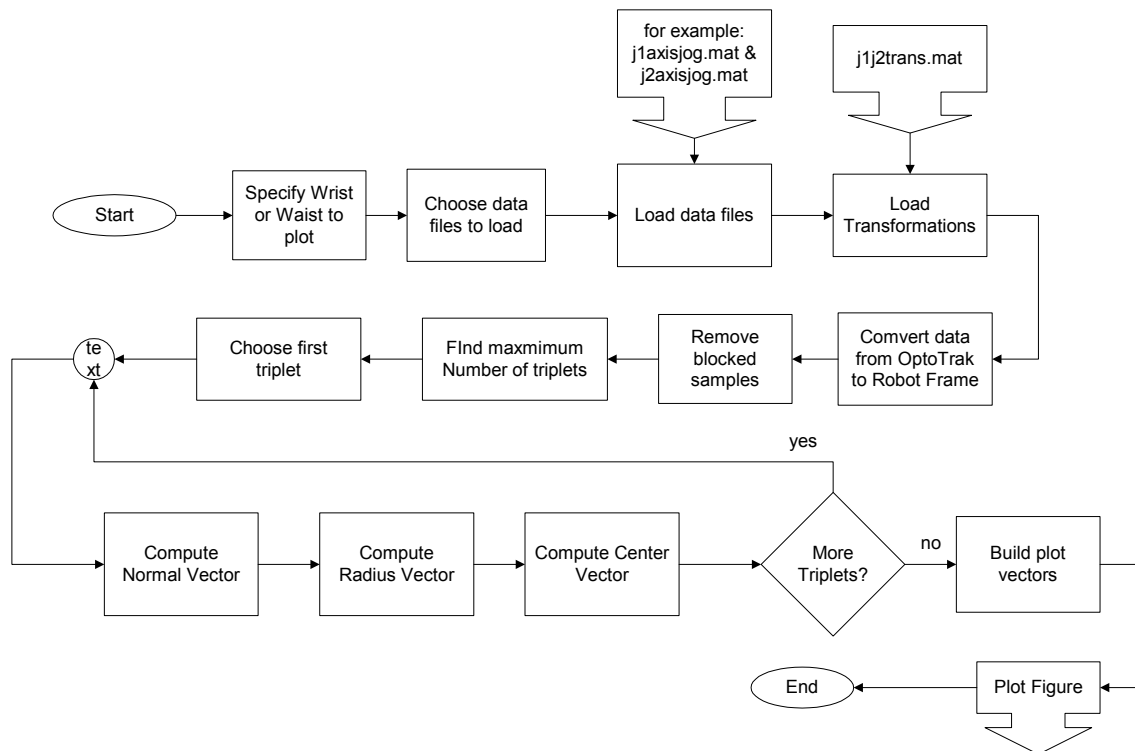 for example:
j1axisjog.mat &
j2axisjog.mat
j1j2trans.mat
Start
Specify Wrist
or Waist to
plot
Choose data
files to load
Load data files
Load
Transformations
te
xt
Choose first
triplet
FInd maxmimum
Number of triplets
Remove
blocked
samples
Comvert data
from OptoTrak
to Robot Frame
yes
Compute
Normal Vector
Compute
Radius Vector
Compute Center
Vector
More
Triplets?
no
Build plot
vectors
End
Plot Figure